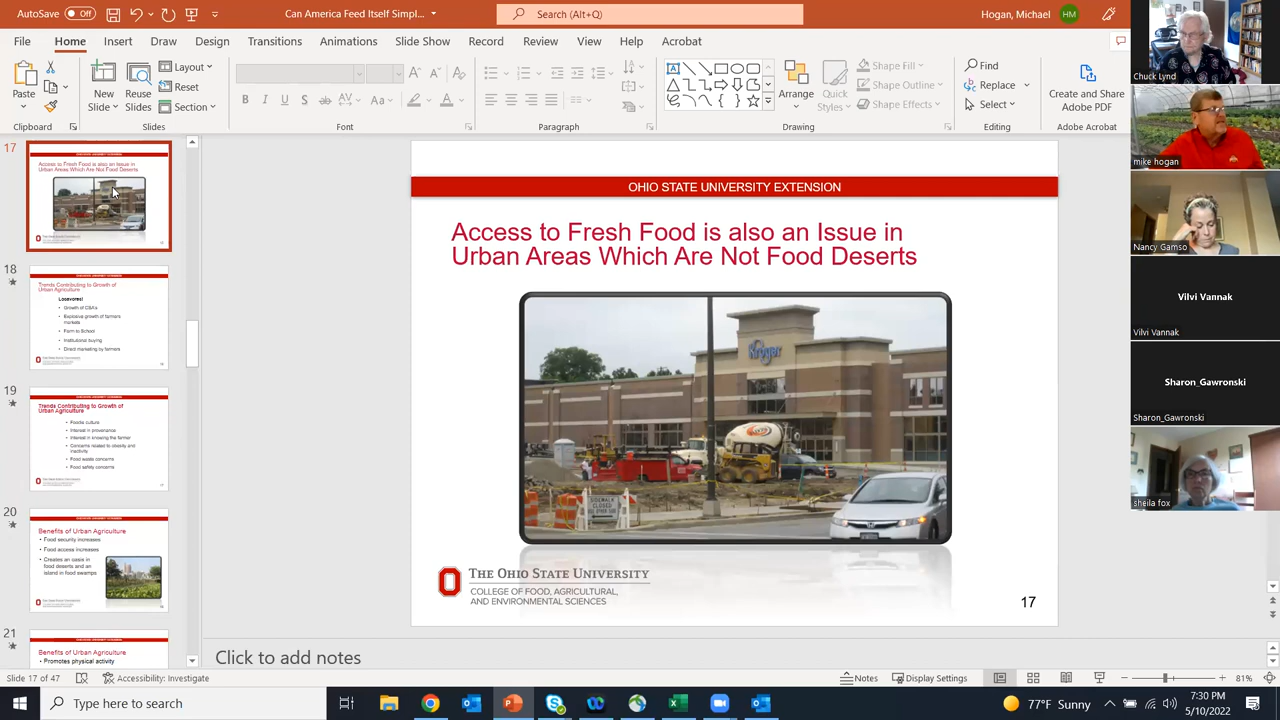 Can Urban Agriculture Save Small Farms
Search
Hogan, Michael
HM
File Home Insert Draw Design Transitions Animations Slide Show Record Review View Help Acrobat
Paste
New Slide
Reuse Slides
Layout
Reset
Section
Shape Fill
Shape Outline
Shape Effects
Arrange
Quick Styles
Find
Replace
Select
Create and Share Adobe PDF
Clipboard Slides Font Paragraph Drawing Editing Adobe Acrobat
17
Access to Fresh Food is also an Issue in
Urban Areas Which Are Not Food Deserts
18
Trends Contributing to Growth of
Urban Agriculture
Locavores!
• Growth of CSA's
• Explosive growth of farmers
markets
• Farm to School
• Institutional buying
• Direct marketing by farmers
19
Trends Contributing to Growth of
Urban Agriculture
• Foodie culture
• Interest in provenance
• Interest in knowing the farmer
• Concerns related to obesity and
inactivity
• Food waste concerns
• Food safety concerns
20
Benefits of Urban Agriculture
• Food security increases
• Food access increases
• Creates an oasis in
food deserts and an
island in food swamps
21
Benefits of Urban Agriculture
• Promotes physical activity
OHIO STATE UNIVERSITY EXTENSION
Access to Fresh Food is also an Issue in
Urban Areas Which Are Not Food Deserts
Kroger
SIDEWALK
CLOSED
THE OHIO STATE UNIVERSITY
COLLEGE OF FOOD, AGRICULTURAL,
AND ENVIRONMENTAL SCIENCES
17
Click to add notes
Chuck Lynd
mike hogan
Nancy Gamso
Vilvi Vannak
Vilvi Vannak
Sharon_Gawronski
Sharon_Gawronski
sheila fox
Slide 17 of 47
Accessibility: Investigate
Notes
Display Settings
81%
Type here to search
77°F Sunny
7:30 PM
5/10/2022